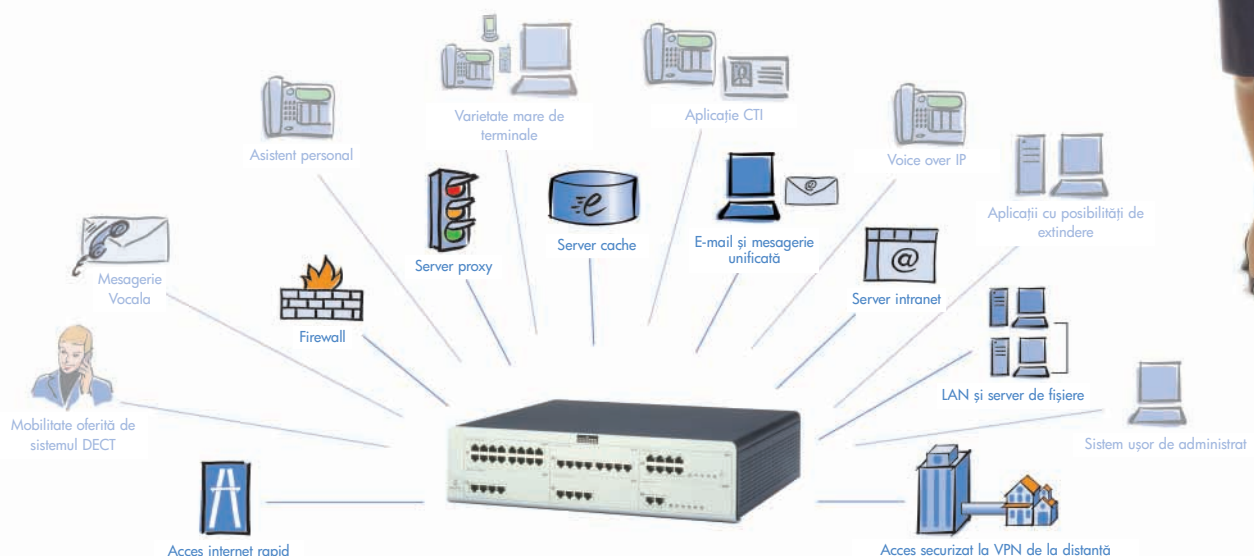 Varietate mare de
terminale
Aplicație CTI
Asistent personal
Voice over IP
Aplicații cu posibilități de
extindere
Server cache
E-mail și mesagerie
unificată
Server proxy
Mesagerie
Vocala
Server intranet
@
Firewall
LAN și server de fișiere
Mobilitate oferită de
sistemul DECT
Sistem ușor de administrat
Acces internet rapid
Acces securizat la VPN de la distanță